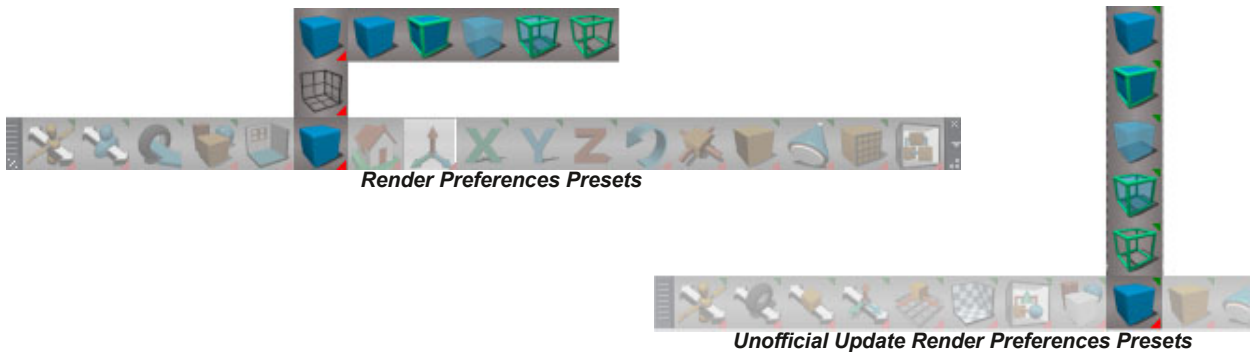 X Y Z
Render Preferences Presets
Unofficial Update Render Preferences Presets